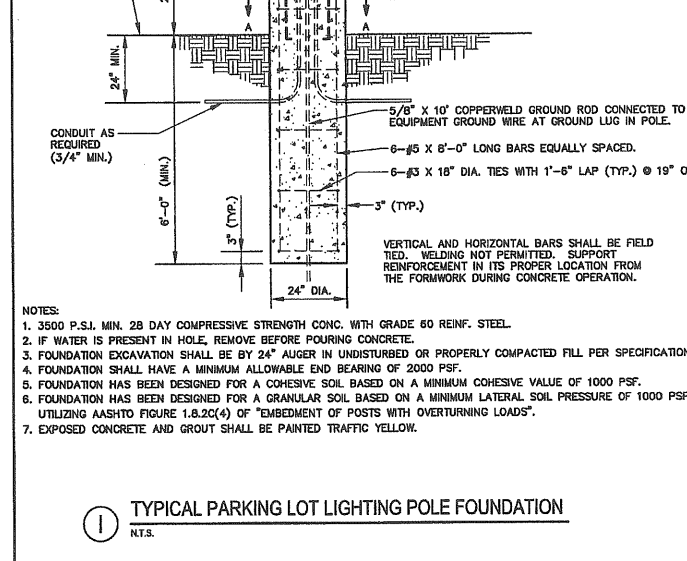 2
A
A
24" MIN.
5/8" X 10' COPPERWELD GROUND ROD CONNECTED TO
EQUIPMENT GROUND WIRE AT GROUND LUG IN POLE.
CONDUIT AS
REQUIRED
(3/4" MIN.)
6-#5 X 8'-0" LONG BARS EQUALLY SPACED.
6-#3 X 18" DIA. TIES WITH 1'-6" LAP (TYP.) @ 19" O
6'-0" (MIN.)
3" (TYP.)
3" (TYP.)
VERTICAL AND HORIZONTAL BARS SHALL BE FIELD
TIED. WELDING NOT PERMITTED. SUPPORT
REINFORCEMENT IN ITS PROPER LOCATION FROM
THE FORMWORK DURING CONCRETE OPERATION.
24" DIA.
NOTES:
1. 3500 P.S.I. MIN. 28 DAY COMPRESSIVE STRENGTH CONC. WITH GRADE 60 REINF. STEEL.
2. IF WATER IS PRESENT IN HOLE, REMOVE BEFORE POURING CONCRETE.
3. FOUNDATION EXCAVATION SHALL BE BY 24" AUGER IN UNDISTURBED OR PROPERLY COMPACTED FILL PER SPECIFICATION
4. FOUNDATION SHALL HAVE A MINIMUM ALLOWABLE END BEARING OF 2000 PSF.
5. FOUNDATION HAS BEEN DESIGNED FOR A COHESIVE SOIL BASED ON A MINIMUM COHESIVE VALUE OF 1000 PSF.
6. FOUNDATION HAS BEEN DESIGNED FOR A GRANULAR SOIL BASED ON A MINIMUM LATERAL SOIL PRESSURE OF 1000 PSF
UTILIZING AASHTO FIGURE 1.8.2C(4) OF "EMBEDMENT OF POSTS WITH OVERTURNING LOADS".
7. EXPOSED CONCRETE AND GROUT SHALL BE PAINTED TRAFFIC YELLOW.
1 TYPICAL PARKING LOT LIGHTING POLE FOUNDATION
N.T.S.